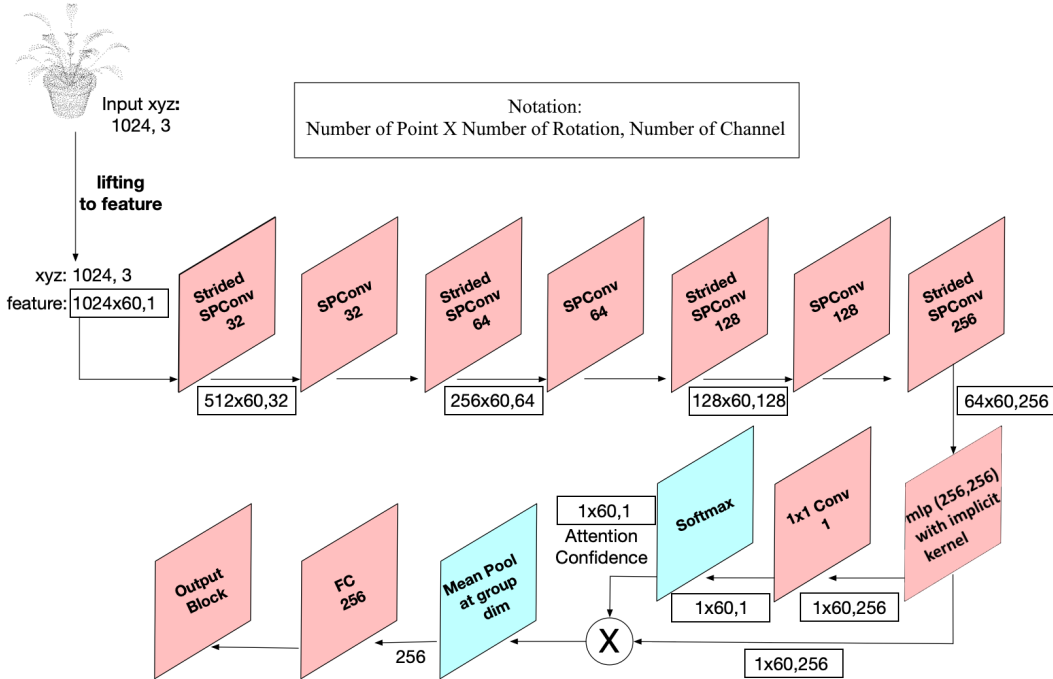 Input xyz:
1024, 3
Notation:
Number of Point X Number of Rotation, Number of Channel
lifting
to feature
xyz: 1024, 3
feature: 1024x60,1
Strided
SPConv
32
SPConv
32
Strided
SPConv
64
SPConv
64
Strided
SPConv
128
SPConv
128
Strided
SPConv
256
512x60,32
256x60,64
128x60,128
64x60,256
mlp (256,256)
with implicit
kernel
1x1 Conv
1
Softmax
1x60,1
Attention
Confidence
1x60,256
1x60,1
1x60,256
X
Mean Pool
at group
dim
256
FC
256
Output
Block